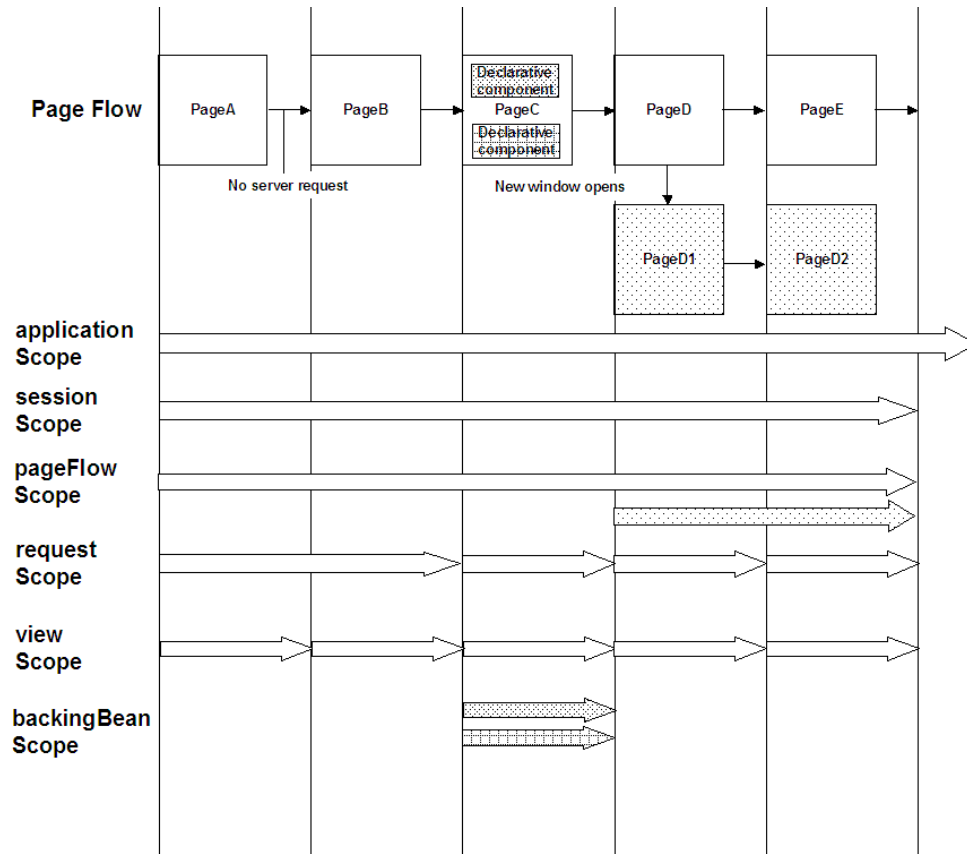 Page Flow
PageA
PageB
Declarative
component
PageC
Declarative
component
PageD
PageE
No server request
New window opens
PageD1
PageD2
application
Scope
session
Scope
pageFlow
Scope
request
Scope
view
Scope
backingBean
Scope